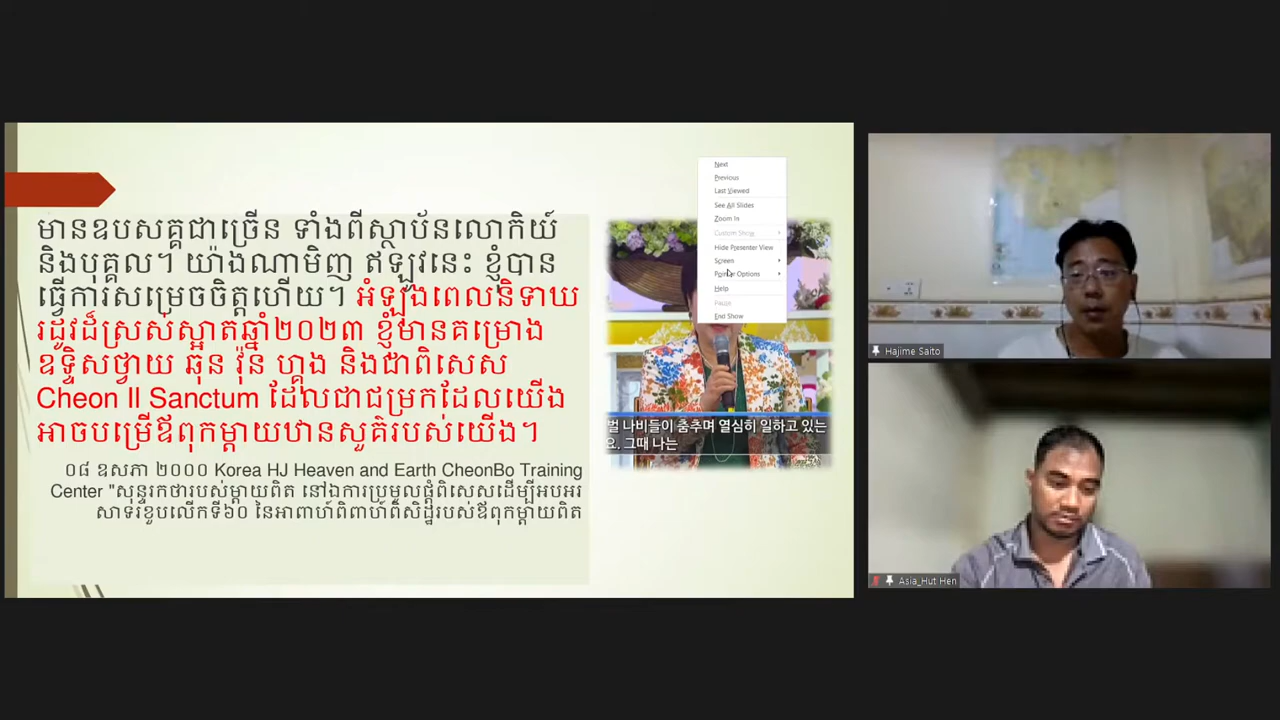 មានឧបសគ្គជាច្រើន ទាំងពីស្ថាប័នលោកិយ៍
និងបុគ្គល។ យ៉ាងណាមិញ ឥឡូវនេះ ខ្ញុំបាន
ធ្វើការសម្រេចចិត្តហើយ។ អំឡុងពេលនិទាឃ
រដូវដ៏ស្រស់ស្អាតឆ្នាំ២០២៣ ខ្ញុំមានគម្រោង
ឧទ្ទិសថ្វាយ ឆុន វ៉ុន ហ្គុង និងជាពិសេស
Cheon Il Sanctum ដែលជាជម្រកដែលយើង
អាចបម្រើឪពុកម្តាយឋានសួគ៌របស់យើង។
០៨ ឧសភា ២០០០ Korea HJ Heaven and Earth CheonBo Training
Center "សុន្ទរកថារបស់ម្តាយពិត នៅឯការប្រមូលផ្តុំពិសេសដើម្បីអបអរ
សាទរខួបលើកទី៦០ នៃអាពាហ៍ពិពាហ៍ពិសិដ្ឋរបស់ឪពុកម្តាយពិត
Next
Previous
Last Viewed
See All Slides
Zoom In
Custom Show
Hide Presenter View
Screen
Pointer Options
Help
Pause
End Show
벌 나비들이 춤추며 열심히 일하고 있는
요. 그때 나는
Hajime Saito
Asia_Hut Hen